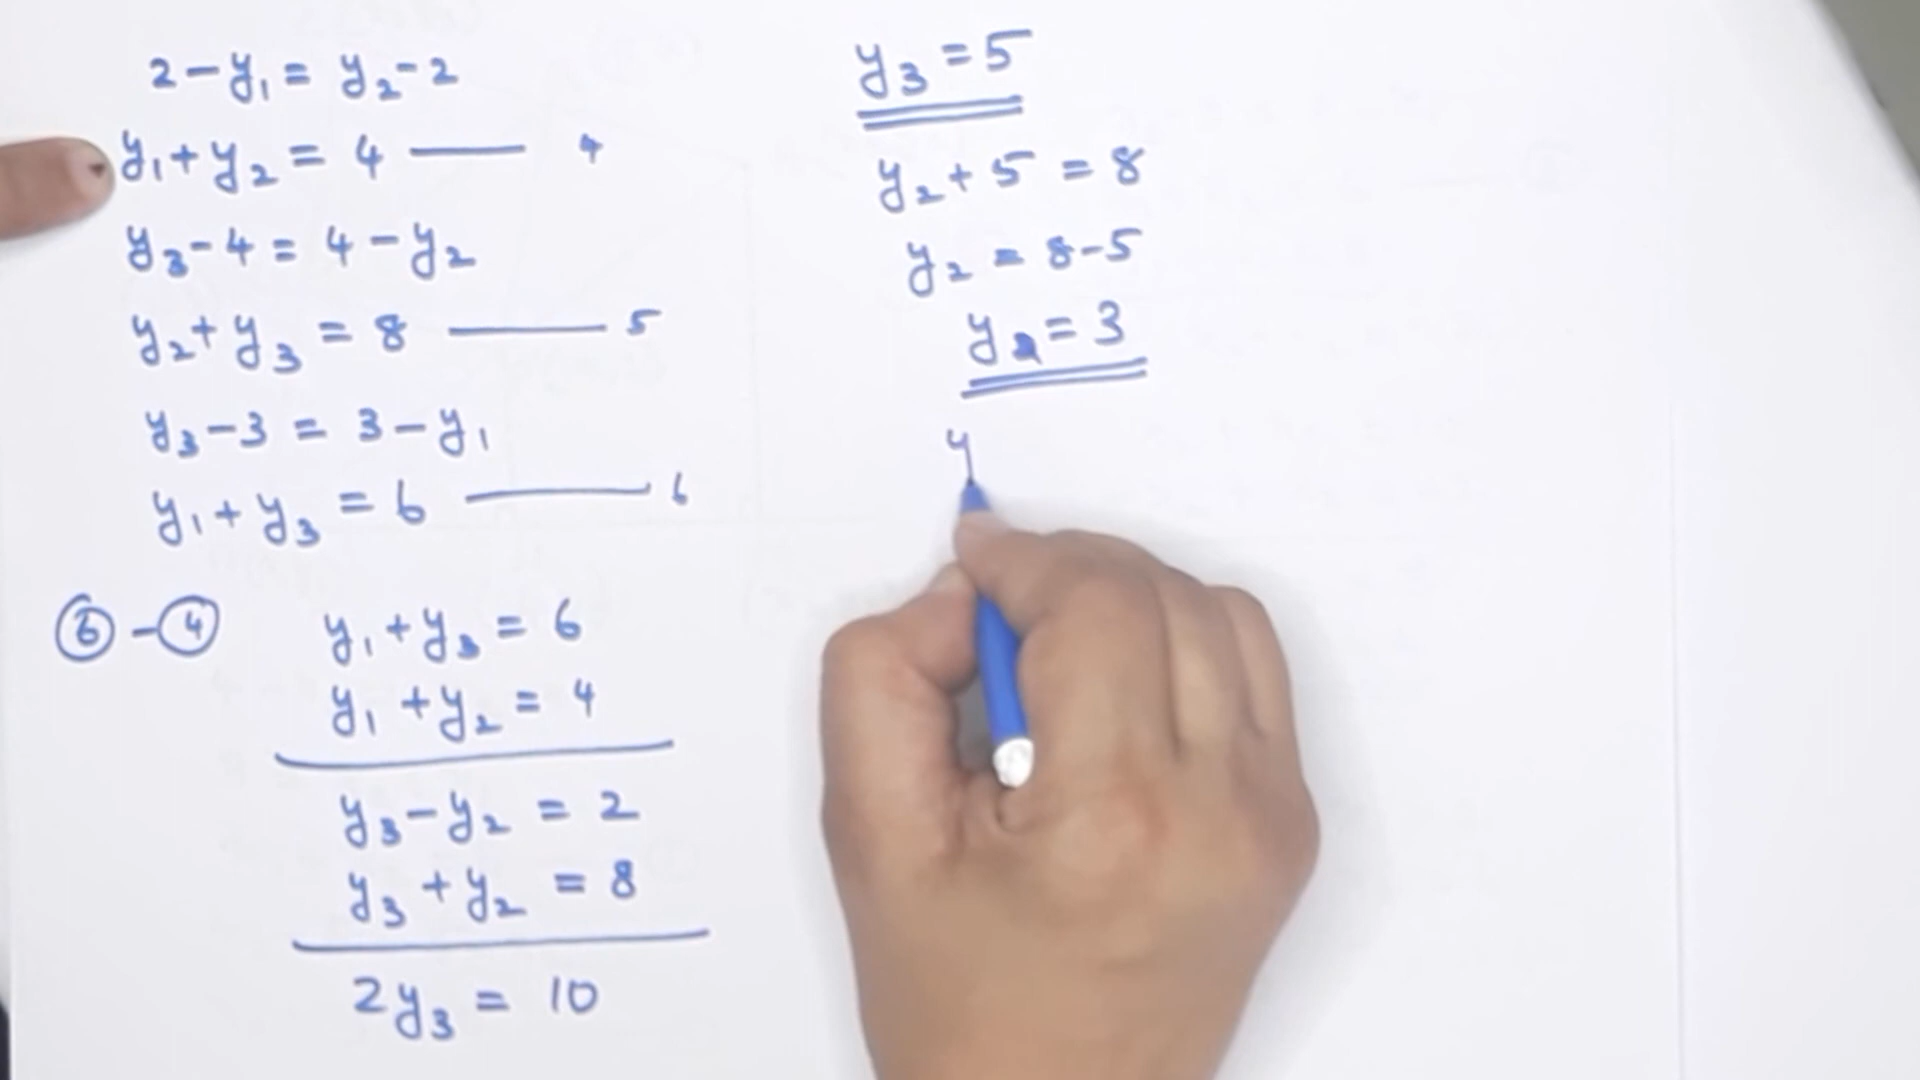 2 - y₁ = y₂ - 2
y₁ + y₂ = 4 —— 4
y₃ - 4 = 4 - y₂
y₂ + y₃ = 8 —— 5
y₃ - 3 = 3 - y₁
y₁ + y₃ = 6 —— 6
⑥ - ④ y₁ + y₃ = 6
y₁ + y₂ = 4
y₃ - y₂ = 2
y₃ + y₂ = 8
2y₃ = 10
y₃ = 5
y₂ + 5 = 8
y₂ = 8 - 5
y₂ = 3
y